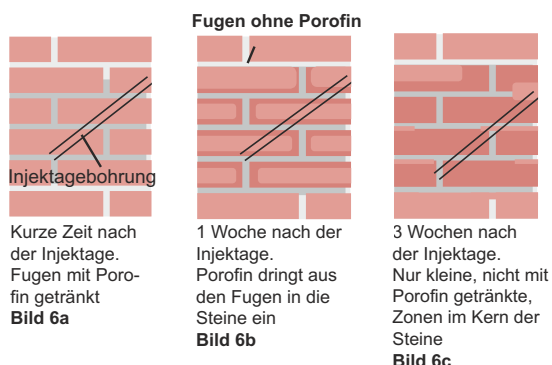 Fugen ohne Porofin
Injektagebohrung
Kurze Zeit nach
der Injektage.
Fugen mit Poro-
fin getränkt
Bild 6a
1 Woche nach der
Injektage.
Porofin dringt aus
den Fugen in die
Steine ein
Bild 6b
3 Wochen nach
der Injektage.
Nur kleine, nicht mit
Porofin getränkte,
Zonen im Kern der
Steine
Bild 6c